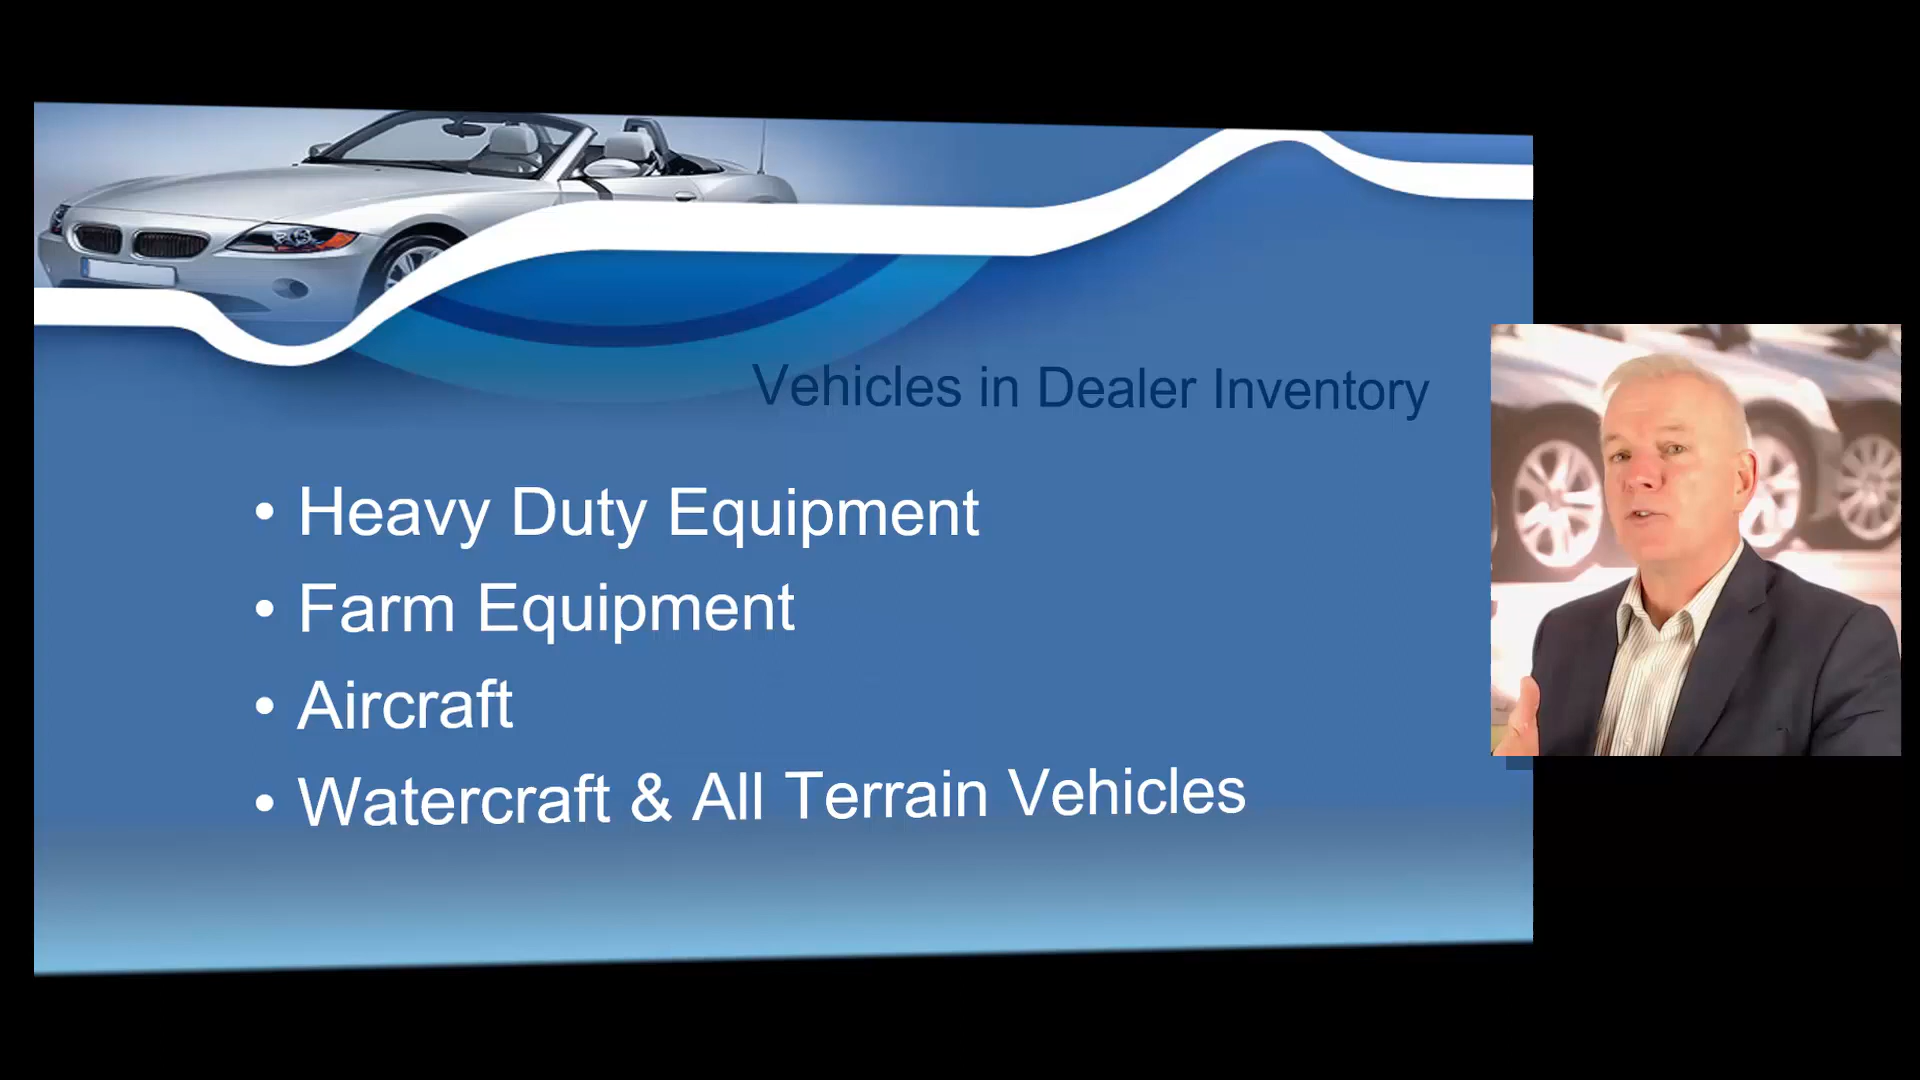 Vehicles in Dealer Inventory
• Heavy Duty Equipment
• Farm Equipment
• Aircraft
• Watercraft & All Terrain Vehicles